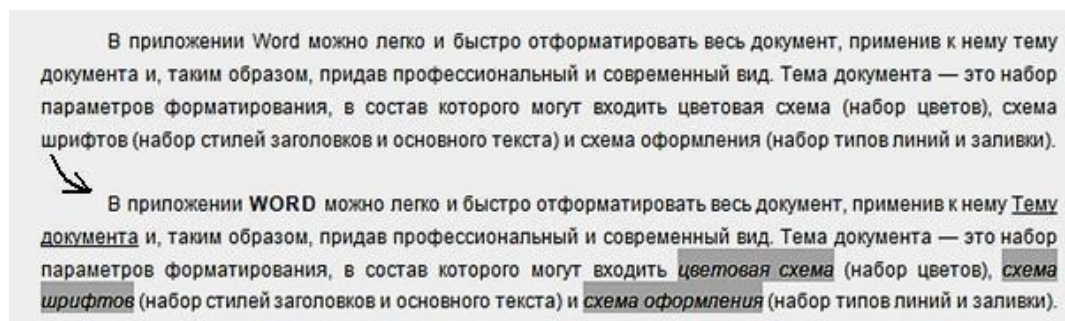 В приложении Word можно легко и быстро отформатировать весь документ, применив к нему тему
документа и, таким образом, придав профессиональный и современный вид. Тема документа — это набор
параметров форматирования, в состав которого могут входить цветовая схема (набор цветов), схема
шрифтов (набор стилей заголовков и основного текста) и схема оформления (набор типов линий и заливки).
В приложении WORD можно легко и быстро отформатировать весь документ, применив к нему Тему
документа и, таким образом, придав профессиональный и современный вид. Тема документа — это набор
параметров форматирования, в состав которого могут входить цветовая схема (набор цветов), схема
шрифтов (набор стилей заголовков и основного текста) и схема оформления (набор типов линий и заливки).